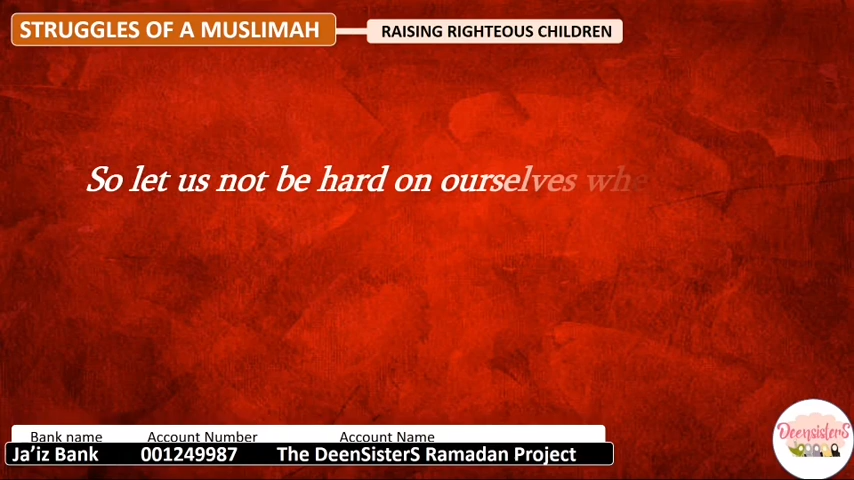 STRUGGLES OF A MUSLIMAH
RAISING RIGHTEOUS CHILDREN
So let us not be hard on ourselves whe
Bank name Account Number Account Name
Ja’iz Bank 001249987 The DeenSisterS Ramadan Project
DeensisterS